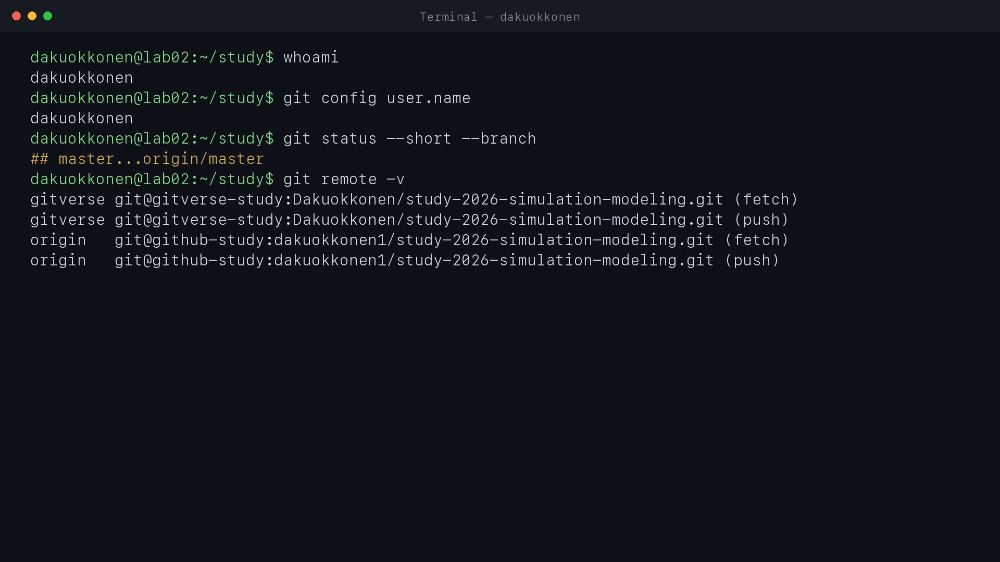 Terminal — dakuokkonen
dakuokkonen@lab02:~/study$ whoami
dakuokkonen
dakuokkonen@lab02:~/study$ git config user.name
dakuokkonen
dakuokkonen@lab02:~/study$ git status --short --branch
## master...origin/master
dakuokkonen@lab02:~/study$ git remote -v
gitverse git@gitverse-study:Dakuokkonen/study-2026-simulation-modeling.git (fetch)
gitverse git@gitverse-study:Dakuokkonen/study-2026-simulation-modeling.git (push)
origin   git@github-study:dakuokkonen1/study-2026-simulation-modeling.git (fetch)
origin   git@github-study:dakuokkonen1/study-2026-simulation-modeling.git (push)